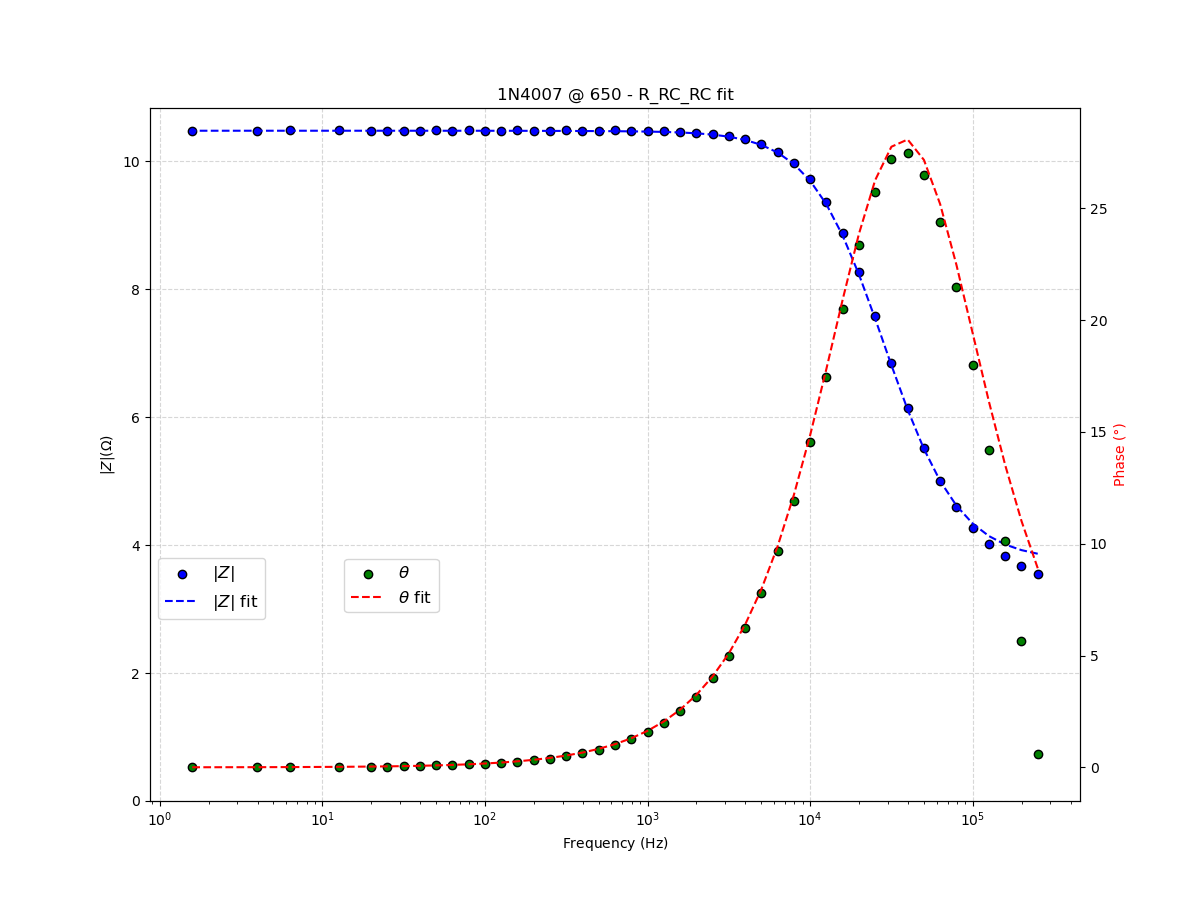 1N4007 @ 650 - R_RC_RC fit
10
8
6
4
2
0
|Z|(Ω)
25
20
15
10
5
0
Phase (°)
|Z|
|Z| fit
θ
θ fit
10⁰
10¹
10²
10³
10⁴
10⁵
Frequency (Hz)